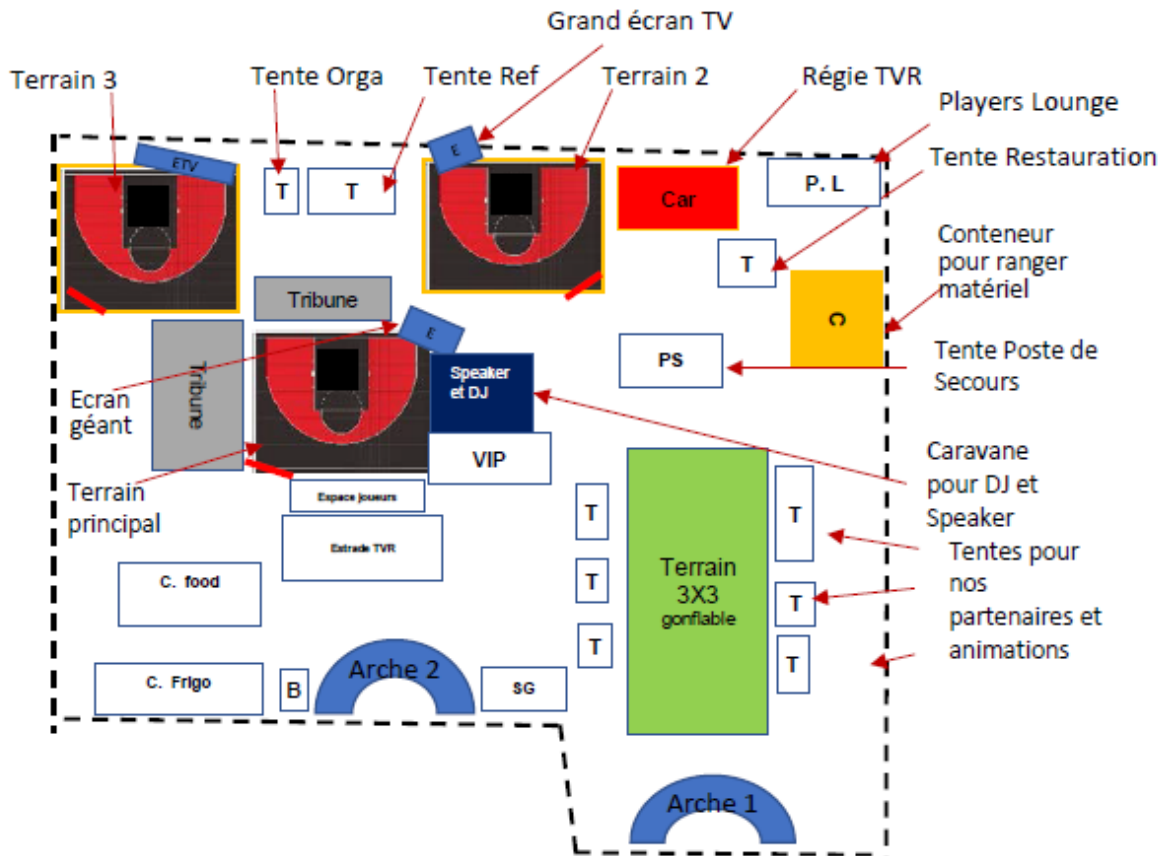 Grand écran TV
Terrain 3
Tente Orga
Tente Ref
Terrain 2
Régie TVR
Players Lounge
Tente Restauration
ETV
E
T
T
Car
P. L
T
Conteneur
pour ranger
matériel
C
Tribune
E
Tribune
Speaker
et DJ
PS
Tente Poste de
Secours
Ecran
géant
VIP
Terrain
principal
Espace joueurs
Extrade TVR
Caravane
pour DJ et
Speaker
T
T
Tentes pour
nos
partenaires et
animations
C. food
T
Terrain
3X3
gonflable
T
T
T
C. Frigo
B
Arche 2
SG
Arche 1